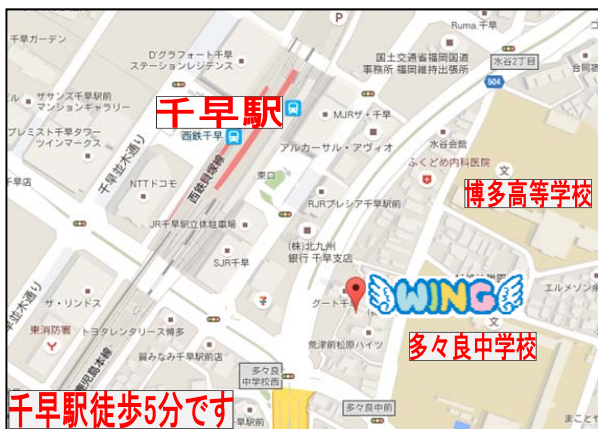 千早ガーデン
D'グラフォート千早
ステーションレジデンス
P
Ruma.千早
国土交通省福岡国道
事務所 福岡維持出張所
水谷2丁目
504
合同宿
ザサンズ千早駅前
マンションギャラリー
千早駅
MJRザ・千早
水谷会館
プレミスト千早タワー
ツインマークス
西鉄千早
アルカーサル・アヴィオ
ふくどめ内科医院
千早並木通り
西鉄貝塚線
東口
文
千早店
NTTドコモ
RJRプレシア千早駅前
博多高等学校
JR千早駅立体駐車場
(株)北九州
銀行 千早支店
SJR千早
グート千
WING
エルメゾン
千早並木通り
ザ・リンドス
文
東消防署
トヨタレンタリース博多
荒津前松原ハイツ
多々良中学校
鹿児島本線
賀みなみ千早駅前店
多々良
中学校西
千早駅徒歩5分です
早駅前
多々良中前
まことや